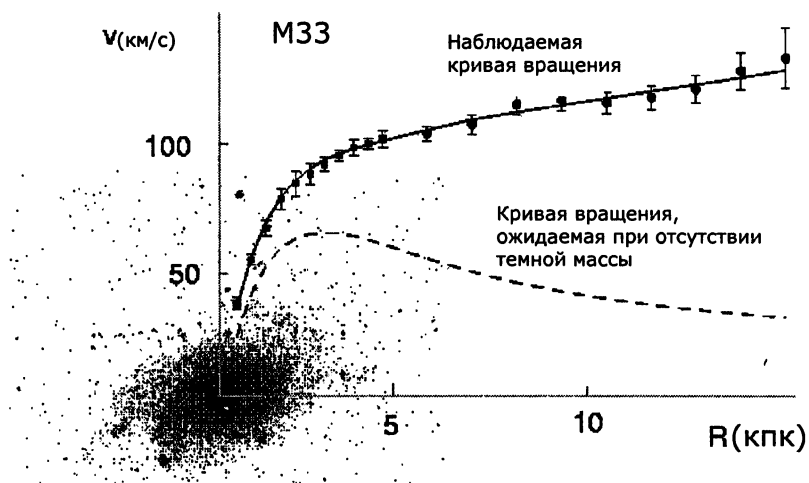 V(км/с)
M33
Наблюдаемая
кривая вращения
100
Кривая вращения,
ожидаемая при отсутствии
темной массы
50
5
10
R(кпк)